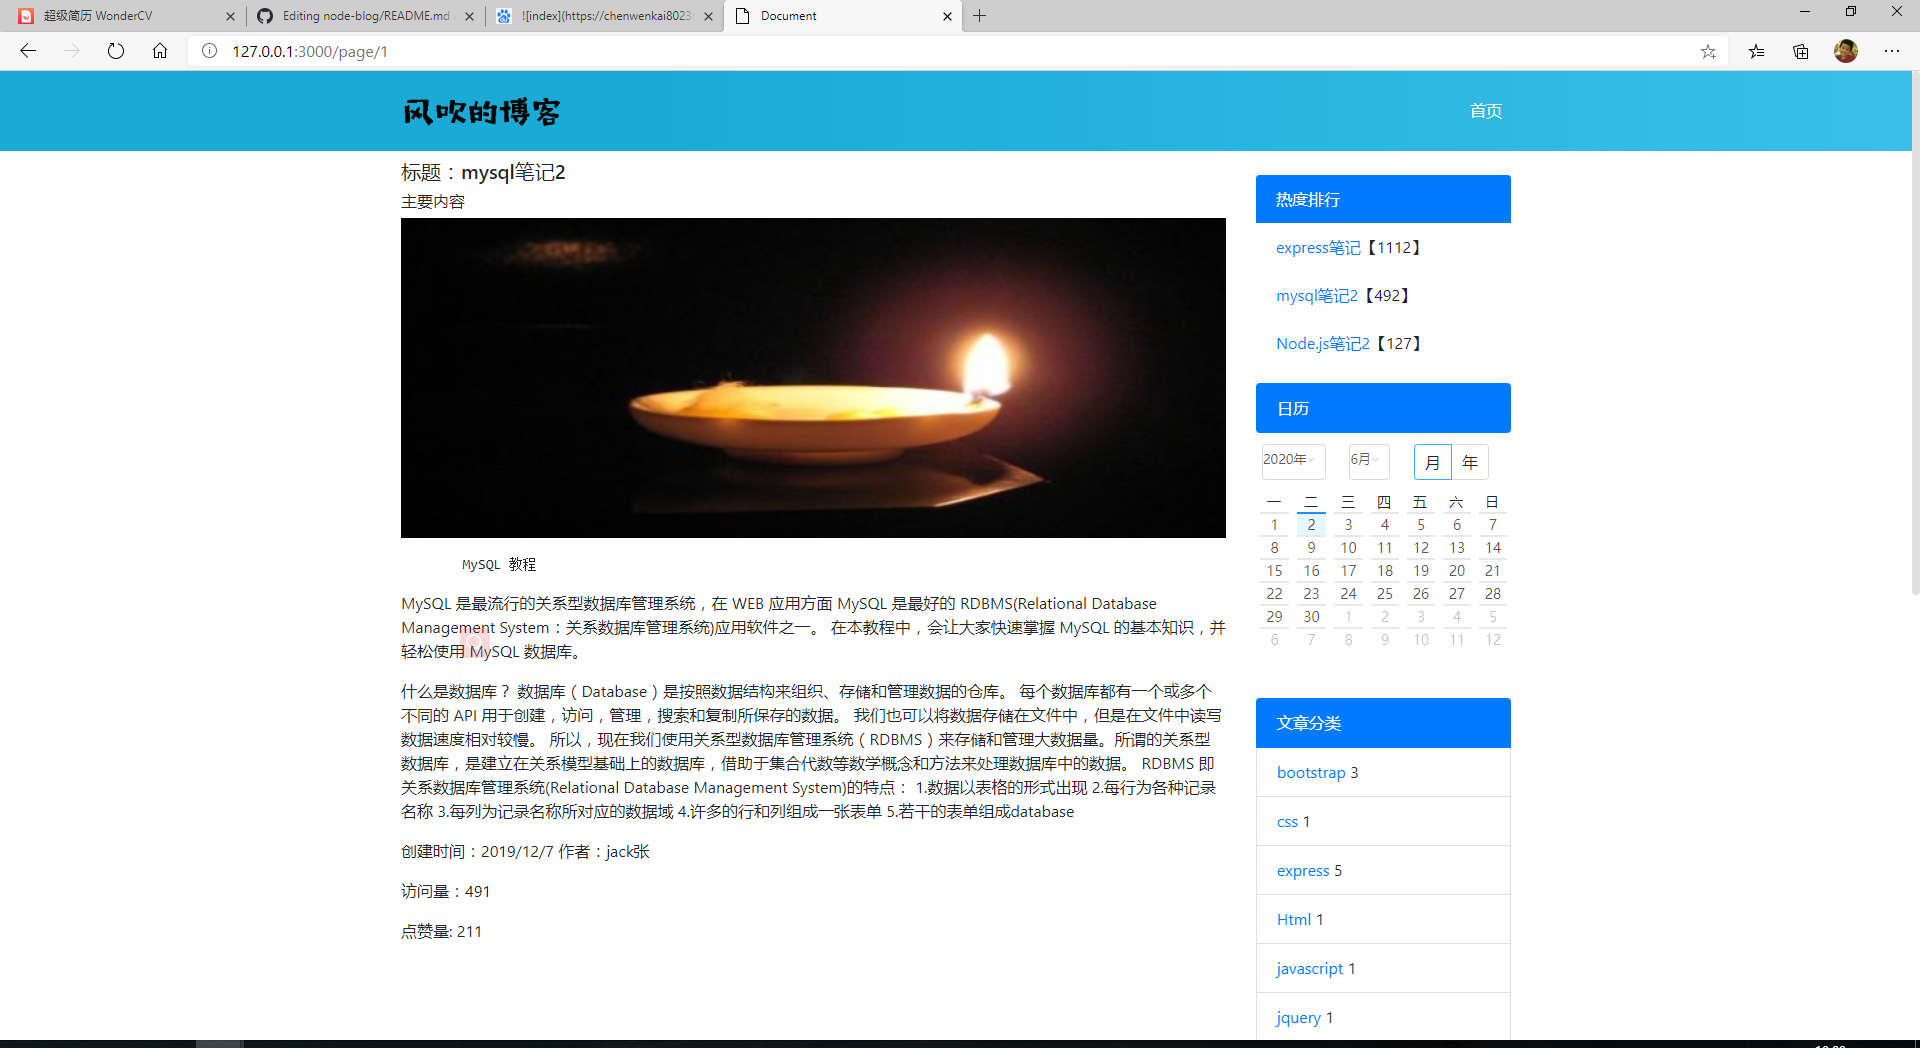 超级简历 WonderCV
Editing node-blog/README.md
![index](https://chenwenkai8023
Document
127.0.0.1:3000/page/1
风吹的博客
首页
标题：mysql笔记2
主要内容
MySQL 教程
MySQL 是最流行的关系型数据库管理系统，在 WEB 应用方面 MySQL 是最好的 RDBMS(Relational Database
Management System：关系数据库管理系统)应用软件之一。 在本教程中，会让大家快速掌握 MySQL 的基本知识，并
轻松使用 MySQL 数据库。
什么是数据库？ 数据库（Database）是按照数据结构来组织、存储和管理数据的仓库。 每个数据库都有一个或多个
不同的 API 用于创建，访问，管理，搜索和复制所保存的数据。 我们也可以将数据存储在文件中，但是在文件中读写
数据速度相对较慢。 所以，现在我们使用关系型数据库管理系统（RDBMS）来存储和管理大数据量。所谓的关系型
数据库，是建立在关系模型基础上的数据库，借助于集合代数等数学概念和方法来处理数据库中的数据。 RDBMS 即
关系数据库管理系统(Relational Database Management System)的特点： 1.数据以表格的形式出现 2.每行为各种记录
名称 3.每列为记录名称所对应的数据域 4.许多的行和列组成一张表单 5.若干的表单组成database
创建时间：2019/12/7 作者：jack张
访问量：491
点赞量: 211
热度排行
express笔记【1112】
mysql笔记2【492】
Node.js笔记2【127】
日历
2020年 6月 月 年
一 二 三 四 五 六 日
1 2 3 4 5 6 7
8 9 10 11 12 13 14
15 16 17 18 19 20 21
22 23 24 25 26 27 28
29 30 1 2 3 4 5
6 7 8 9 10 11 12
文章分类
bootstrap 3
css 1
express 5
Html 1
javascript 1
jquery 1